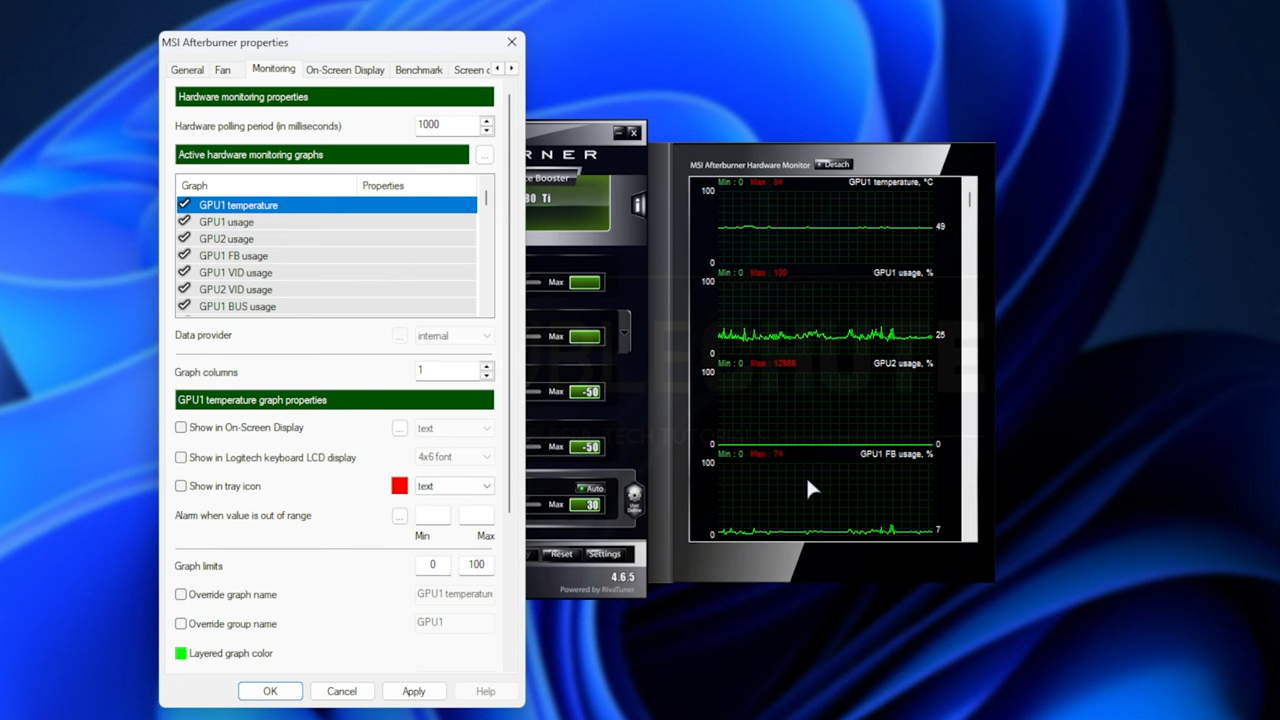 MSI Afterburner properties
General Fan Monitoring On-Screen Display Benchmark Screen c
Hardware monitoring properties
Hardware polling period (in milliseconds) 1000
Active hardware monitoring graphs ...
Graph Properties
GPU1 temperature
GPU1 usage
GPU2 usage
GPU1 FB usage
GPU1 VID usage
GPU2 VID usage
GPU1 BUS usage
Data provider ... internal
Graph columns 1
GPU1 temperature graph properties
Show in On-Screen Display ... text
Show in Logitech keyboard LCD display 4x6 font
Show in tray icon text
Alarm when value is out of range ...
Min Max
Graph limits 0 100
Override graph name GPU1 temperature
Override group name GPU1
Layered graph color
OK Cancel Apply Help
RNER
ce Booster
80 Ti
i
Max
Max
Max -50
Max -50
Auto
Max 30
User Define
Reset Settings
4.6.5
Powered by RivaTuner
MSI Afterburner Hardware Monitor Detach
Min : 0 Max : 84 GPU1 temperature, °C
100
49
0
Min : 0 Max : 100 GPU1 usage, %
100
25
0
Min : 0 Max : 12888 GPU2 usage, %
100
0 0
Min : 0 Max : 74 GPU1 FB usage, %
100
7
0